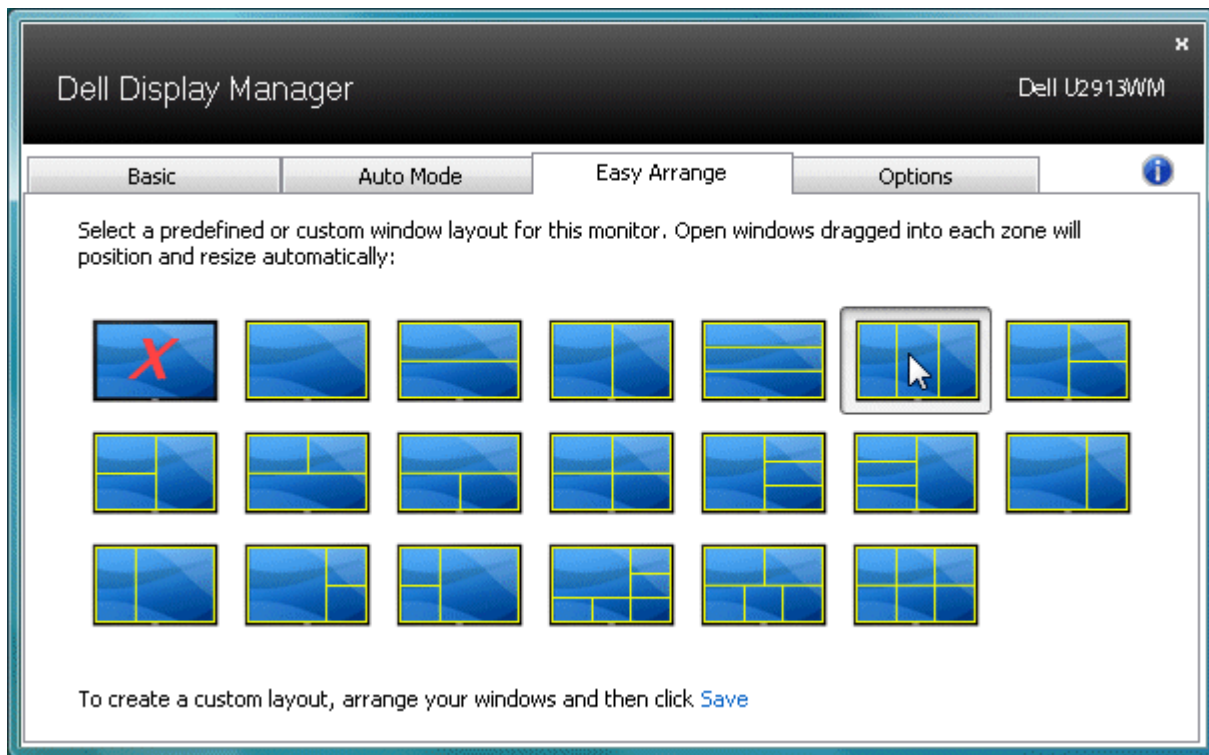 Dell Display Manager
Dell U2913WM
Basic
Auto Mode
Easy Arrange
Options
Select a predefined or custom window layout for this monitor. Open windows dragged into each zone will
position and resize automatically:
To create a custom layout, arrange your windows and then click Save